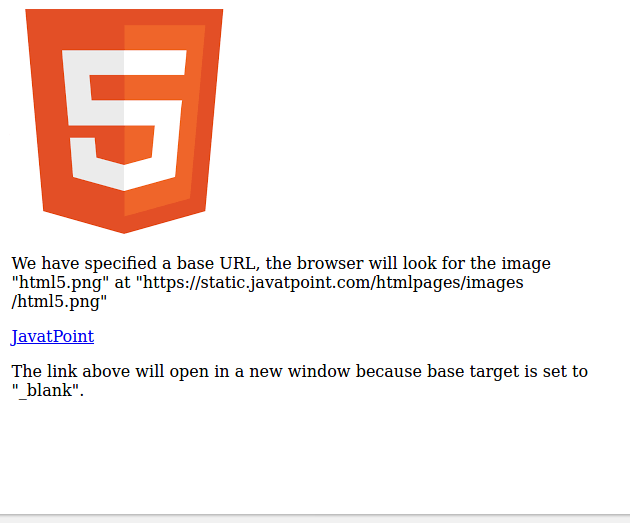 5
We have specified a base URL, the browser will look for the image
"html5.png" at "https://static.javatpoint.com/htmlpages/images
/html5.png"
JavatPoint
The link above will open in a new window because base target is set to
"_blank".